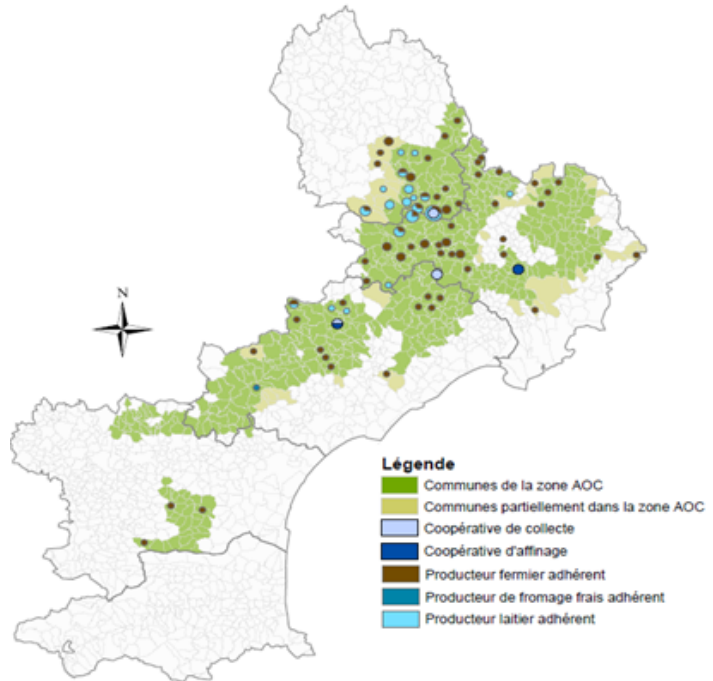 N
Légende
Communes de la zone AOC
Communes partiellement dans la zone AOC
Coopérative de collecte
Coopérative d'affinage
Producteur fermier adhérent
Producteur de fromage frais adhérent
Producteur laitier adhérent